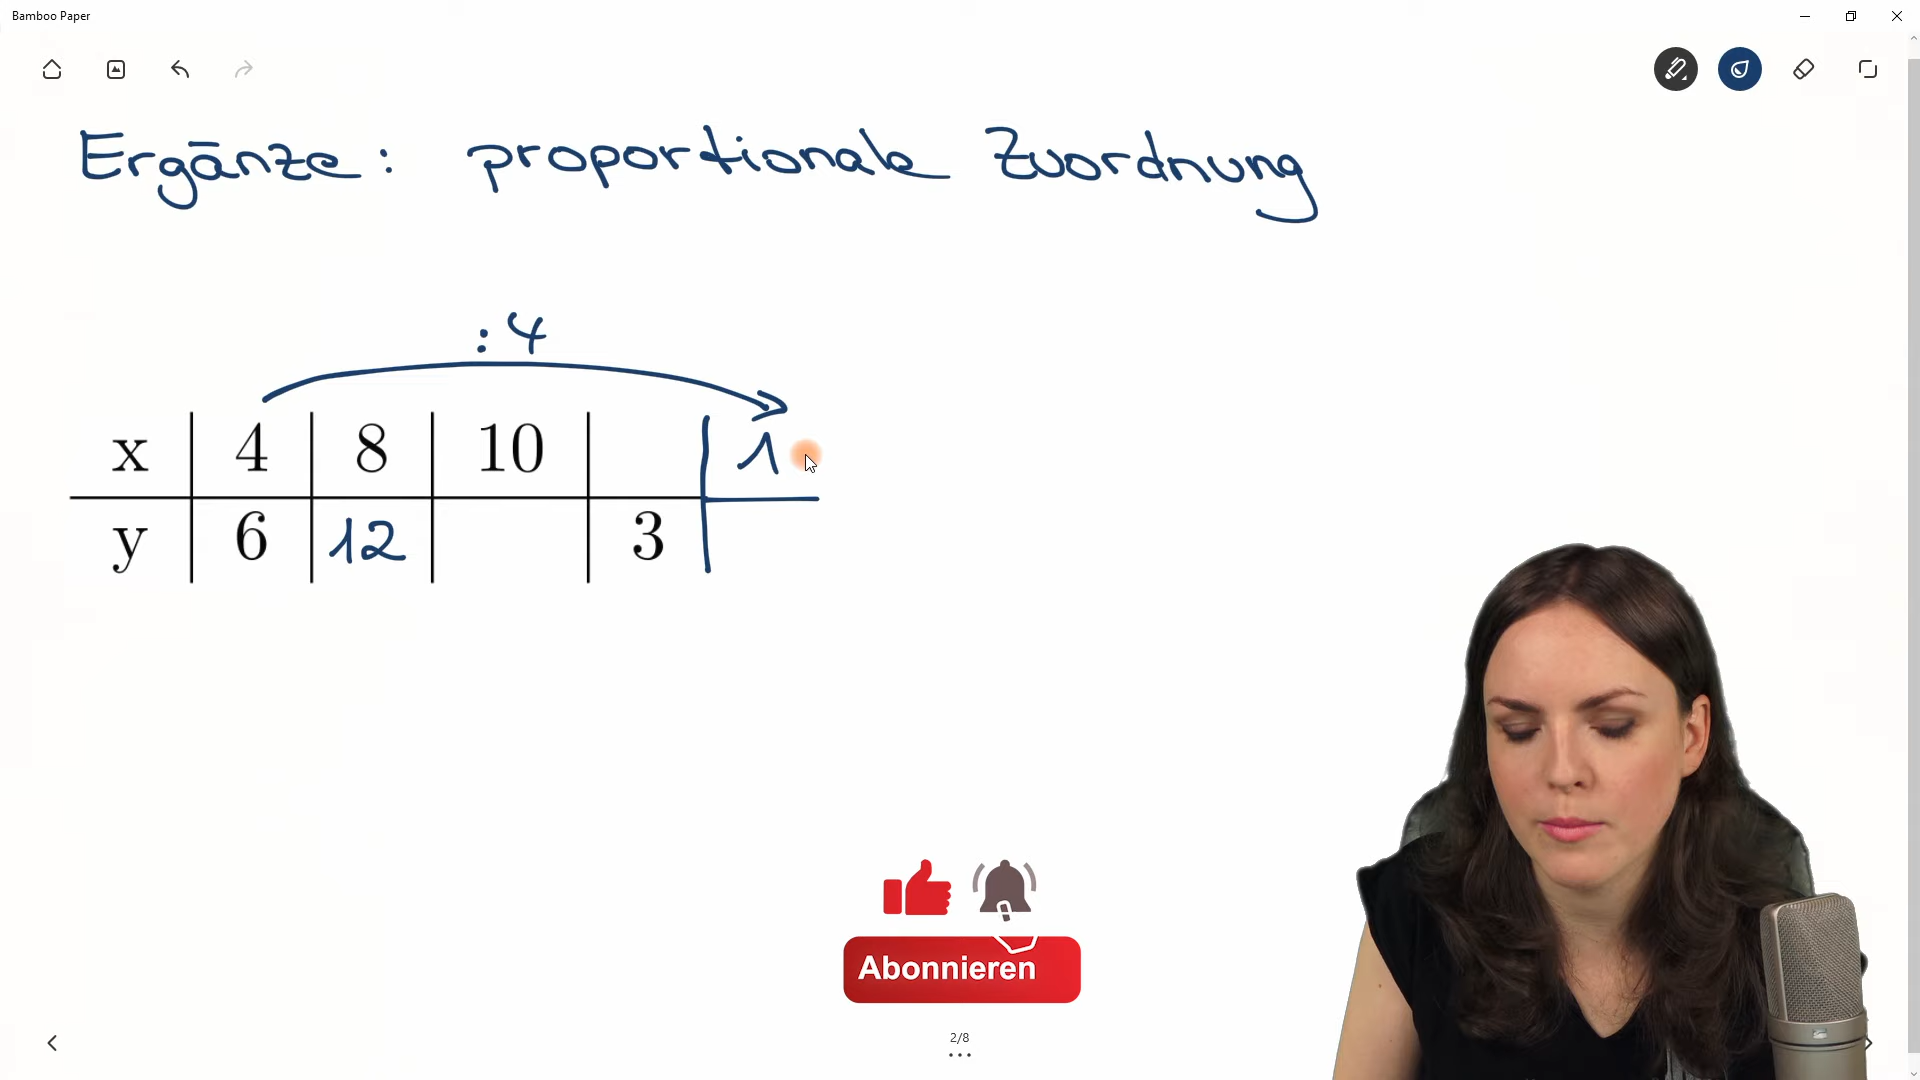 Bamboo Paper
Ergänze: proportionale Zuordnung
:4
x 4 8 10 1
y 6 12 3
Abonnieren
2/8